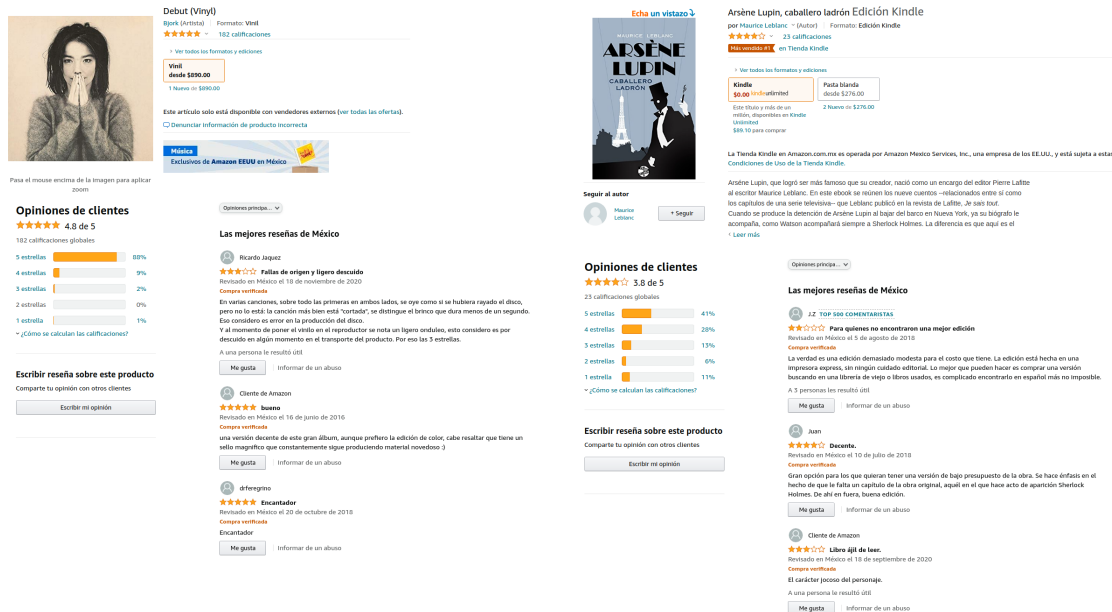 Debut (Vinyl)
Bjork (Artista) | Formato: Vinil
182 calificaciones
Ver todos los formatos y ediciones
Vinil
desde $890.00
1 Nuevo de $890.00
Este artículo solo está disponible con vendedores externos (ver todas las ofertas).
Denunciar información de producto incorrecta
Música
Exclusivos de Amazon EEUU en México
Pasa el mouse encima de la imagen para aplicar
zoom
Opiniones de clientes
4.8 de 5
182 calificaciones globales
5 estrellas 88%
4 estrellas 9%
3 estrellas 2%
2 estrellas 0%
1 estrella 1%
¿Cómo se calculan las calificaciones?
Escribir reseña sobre este producto
Comparte tu opinión con otros clientes
Escribir mi opinión
Opiniones principa...
Las mejores reseñas de México
Ricardo Jaquez
Fallas de origen y ligero descuido
Revisado en México el 18 de noviembre de 2020
Compra verificada
En varias canciones, sobre todo las primeras en ambos lados, se oye como si se hubiera rayado el disco,
pero no lo está: la canción más bien está "cortada", se distingue el brinco que dura menos de un segundo.
Eso considero es error en la producción del disco.
Y al momento de poner el vinilo en el reproductor se nota un ligero onduleo, esto considero es por
descuido en algún momento en el transporte del producto. Por eso las 3 estrellas.
A una persona le resultó útil
Me gusta | Informar de un abuso
Cliente de Amazon
bueno
Revisado en México el 16 de junio de 2016
Compra verificada
una versión decente de este gran álbum, aunque prefiero la edición de color, cabe resaltar que tiene un
sello magnífico que constantemente sigue produciendo material novedoso :)
Me gusta | Informar de un abuso
drferegrino
Encantador
Revisado en México el 20 de octubre de 2018
Compra verificada
Encantador
Me gusta | Informar de un abuso
Echa un vistazo
MAURICE LEBLANC
ARSÈNE
LUPIN
CABALLERO
LADRÓN
Seguir al autor
Maurice
Leblanc
+ Seguir
Arsène Lupin, caballero ladrón Edición Kindle
por Maurice Leblanc (Autor) | Formato: Edición Kindle
23 calificaciones
Más vendido #1 en Tienda Kindle
Ver todos los formatos y ediciones
Kindle
$0.00 kindleunlimited
Este título y más de un
millón, disponibles en Kindle
Unlimited
$89.10 para comprar
Pasta blanda
desde $276.00
2 Nuevo de $276.00
La Tienda Kindle en Amazon.com.mx es operada por Amazon Mexico Services, Inc., una empresa de los EE.UU., y está sujeta a estas
Condiciones de Uso de la Tienda Kindle.
Arsène Lupin, que logró ser más famoso que su creador, nació como un encargo del editor Pierre Lafitte
al escritor Maurice Leblanc. En este ebook se reúnen los nueve cuentos –relacionados entre sí como
los capítulos de una serie televisiva– que Leblanc publicó en la revista de Lafitte, Je sais tout.
Cuando se produce la detención de Arsène Lupin al bajar del barco en Nueva York, ya su biógrafo le
acompaña, como Watson acompañará siempre a Sherlock Holmes. La diferencia es que aquí es el
Leer más
Opiniones de clientes
3.8 de 5
23 calificaciones globales
5 estrellas 41%
4 estrellas 28%
3 estrellas 13%
2 estrellas 6%
1 estrella 11%
¿Cómo se calculan las calificaciones?
Escribir reseña sobre este producto
Comparte tu opinión con otros clientes
Escribir mi opinión
Opiniones principa...
Las mejores reseñas de México
J.Z TOP 500 COMENTARISTAS
Para quienes no encontraron una mejor edición
Revisado en México el 5 de agosto de 2018
Compra verificada
La verdad es una edición demasiado modesta para el costo que tiene. La edición está hecha en una
impresora express, sin ningún cuidado editorial. Lo mejor que pueden hacer es comprar una versión
buscando en una librería de viejo o libros usados, es complicado encontrarlo en español más no imposible.
A 3 personas les resultó útil
Me gusta | Informar de un abuso
Juan
Decente.
Revisado en México el 10 de julio de 2018
Compra verificada
Gran opción para los que quieran tener una versión de bajo presupuesto de la obra. Se hace énfasis en el
hecho de que le falta un capítulo de la obra original, aquél en el que hace acto de aparición Sherlock
Holmes. De ahí en fuera, buena edición.
Me gusta | Informar de un abuso
Cliente de Amazon
Libro ágil de leer.
Revisado en México el 18 de septiembre de 2020
Compra verificada
El carácter jocoso del personaje.
A una persona le resultó útil
Me gusta | Informar de un abuso